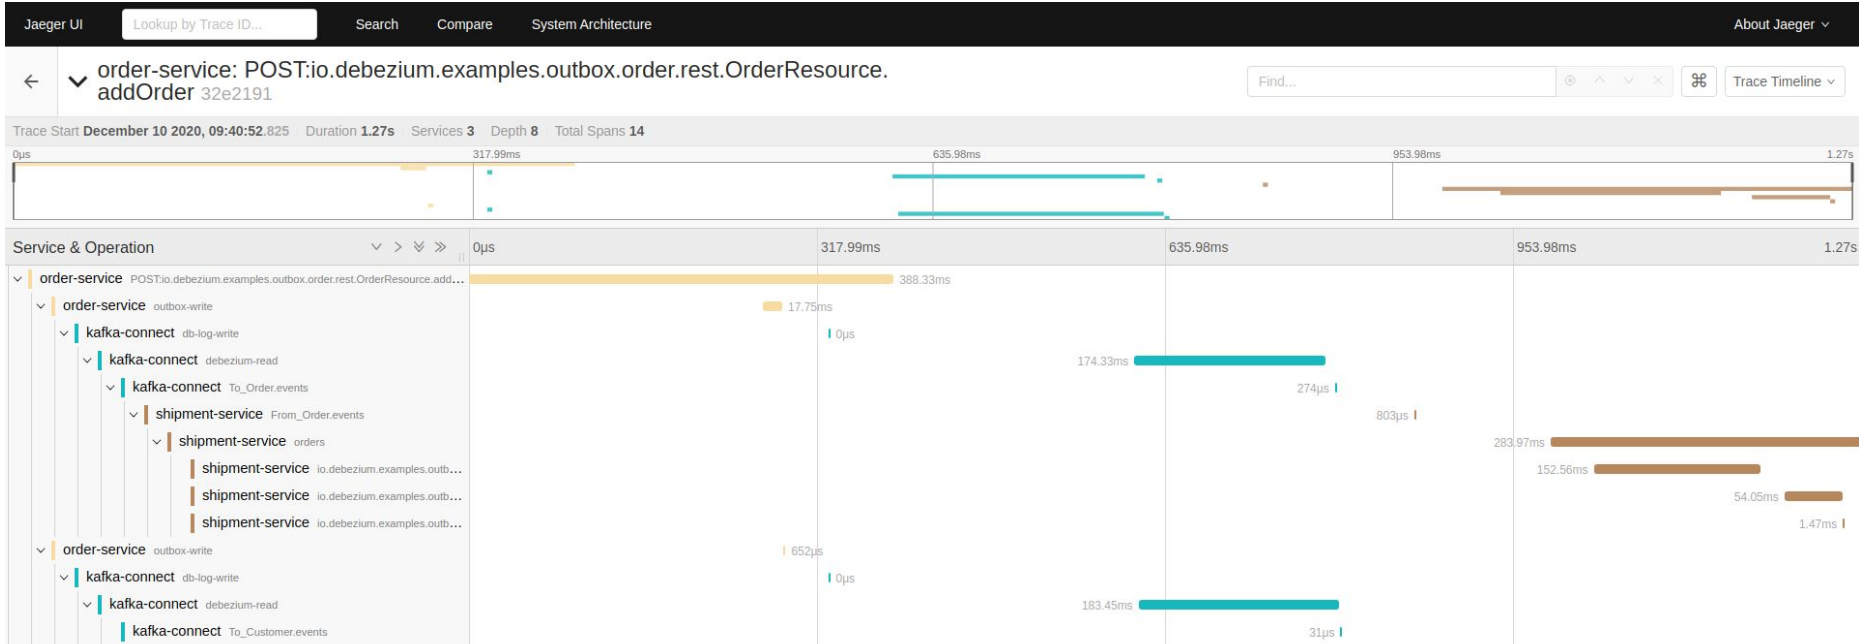 Jaeger UI Lookup by Trace ID... Search Compare System Architecture About Jaeger
order-service: POST:io.debezium.examples.outbox.order.rest.OrderResource.
addOrder 32e2191
Find... ⌘ Trace Timeline
Trace Start December 10 2020, 09:40:52.825 Duration 1.27s Services 3 Depth 8 Total Spans 14
0μs 317.99ms 635.98ms 953.98ms 1.27s
Service & Operation 0μs 317.99ms 635.98ms 953.98ms 1.27s
order-service POST:io.debezium.examples.outbox.order.rest.OrderResource.add... 388.33ms
order-service outbox-write 17.75ms
kafka-connect db-log-write 0μs
kafka-connect debezium-read 174.33ms
kafka-connect To_Order.events 274μs
shipment-service From_Order.events 803μs
shipment-service orders 283.97ms
shipment-service io.debezium.examples.outb... 152.56ms
shipment-service io.debezium.examples.outb... 54.05ms
shipment-service io.debezium.examples.outb... 1.47ms
order-service outbox-write 652μs
kafka-connect db-log-write 0μs
kafka-connect debezium-read 183.45ms
kafka-connect To_Customer.events 31μs